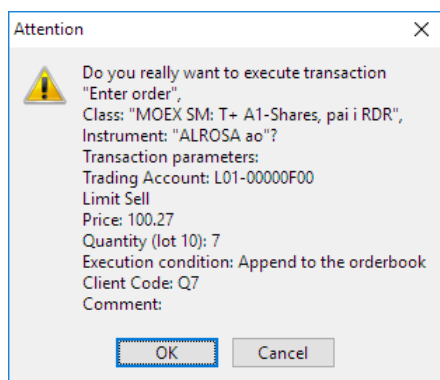 Attention
Do you really want to execute transaction
"Enter order",
Class: "MOEX SM: T+ A1-Shares, pai i RDR",
Instrument: "ALROSA ao"?
Transaction parameters:
Trading Account: L01-00000F00
Limit Sell
Price: 100.27
Quantity (lot 10): 7
Execution condition: Append to the orderbook
Client Code: Q7
Comment:
OK
Cancel